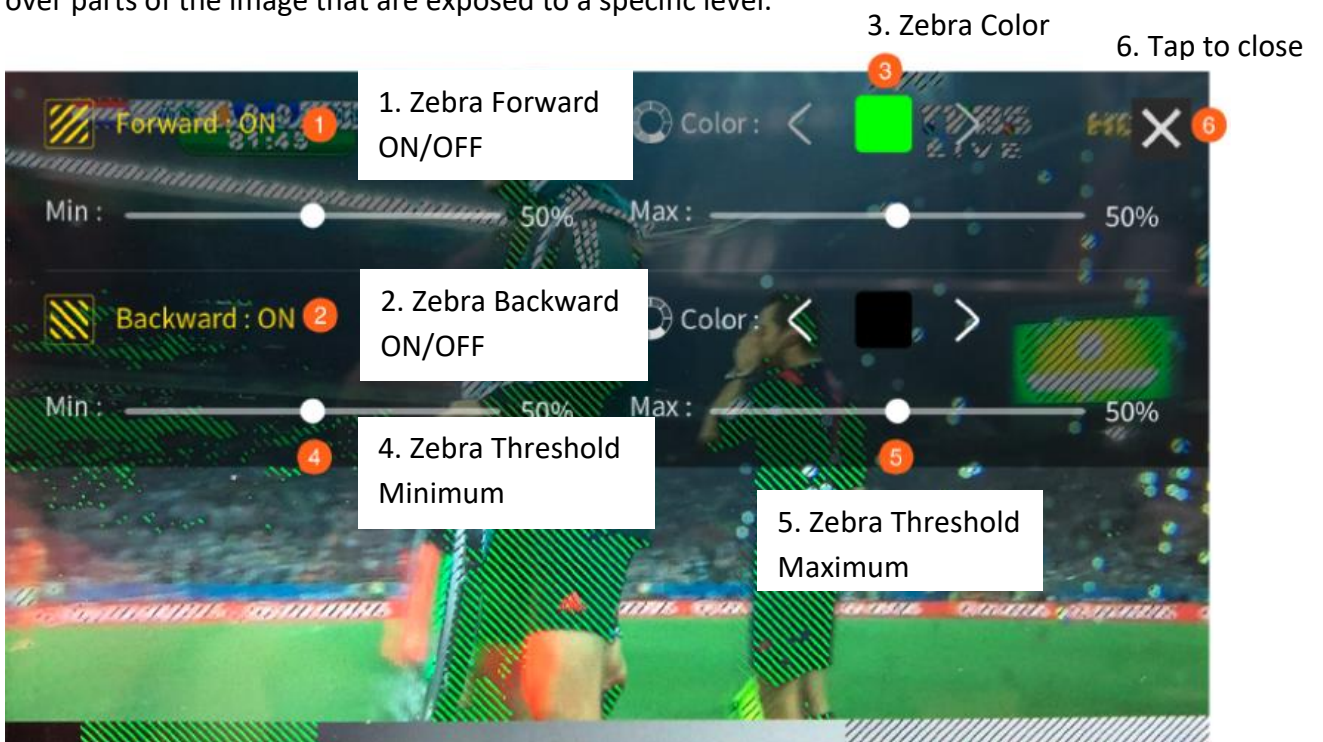 over parts of the image that are exposed to a specific level.
3. Zebra Color
6. Tap to close
3
Forward : ON 1
1. Zebra Forward
ON/OFF
Color :
LIVE
6
Min :
50%
Max :
50%
Backward : ON 2
2. Zebra Backward
ON/OFF
Color :
Min :
50%
Max :
50%
4
4. Zebra Threshold
Minimum
5
5. Zebra Threshold
Maximum